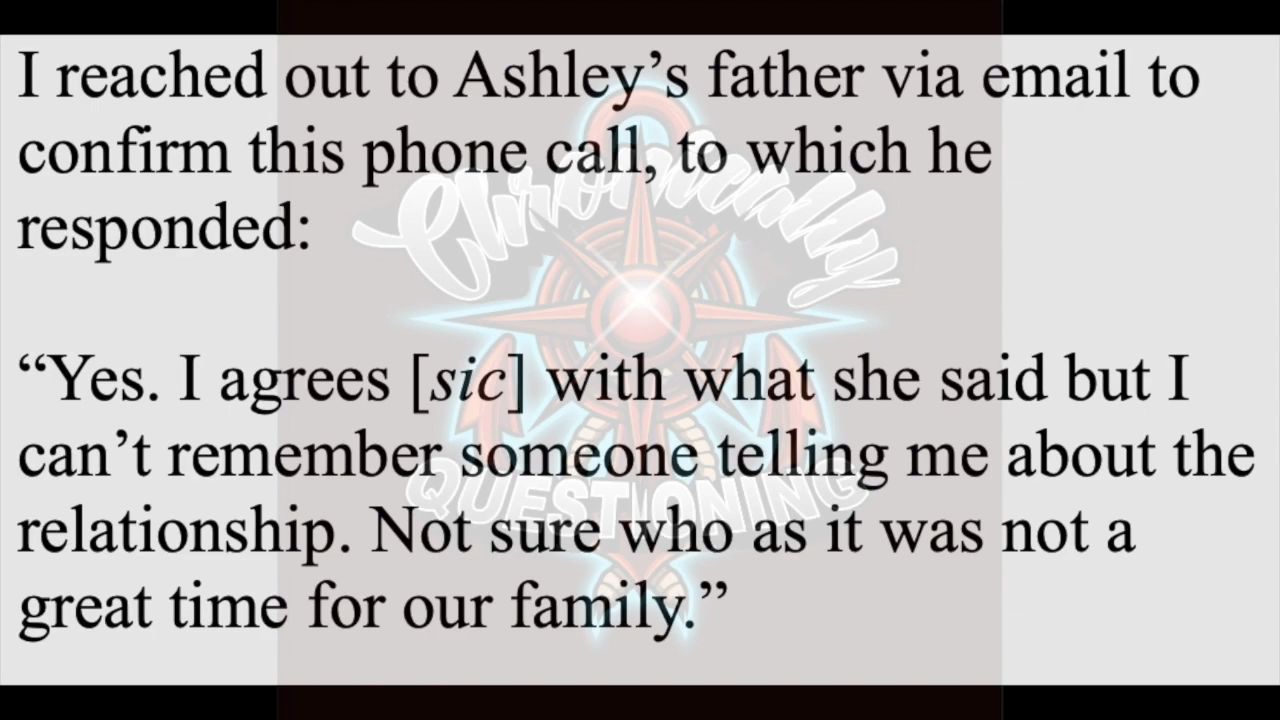 I reached out to Ashley’s father via email to
confirm this phone call, to which he
responded:
“Yes. I agrees [sic] with what she said but I
can’t remember someone telling me about the
relationship. Not sure who as it was not a
great time for our family.”
Chronically
QUESTIONING